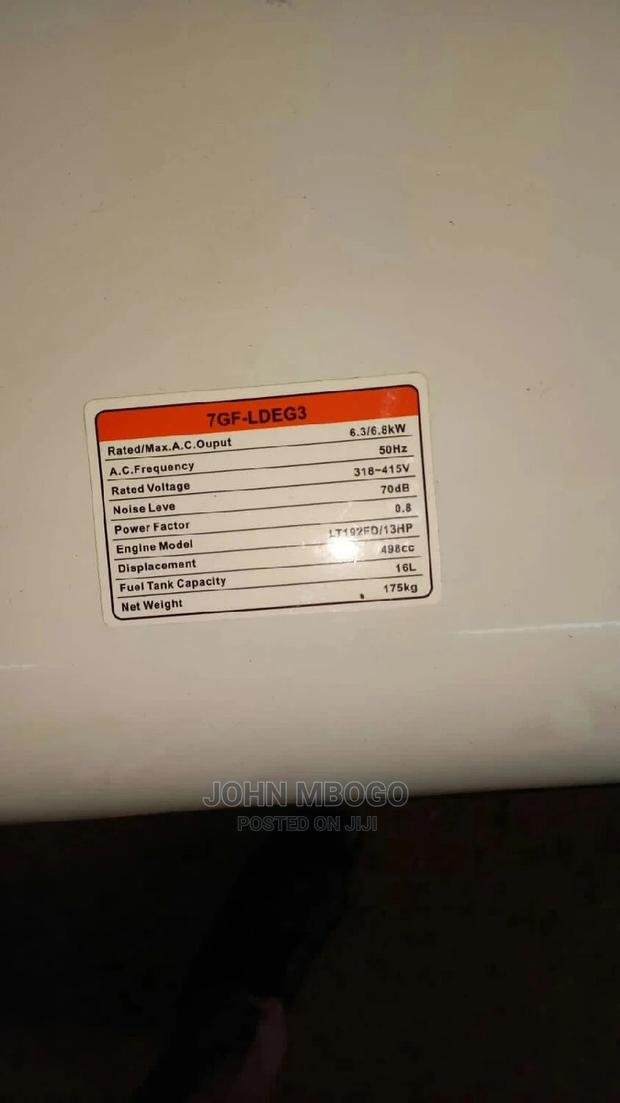 7GF-LDEG3
Rated/Max.A.C.Ouput 6.3/6.8kW
A.C.Frequency 50Hz
Rated Voltage 318-415V
Noise Leve 70dB
Power Factor 0.8
Engine Model LT192FD/13HP
Displacement 498cc
Fuel Tank Capacity 16L
Net Weight 175kg
JOHN MBOGO
POSTED ON JIJI